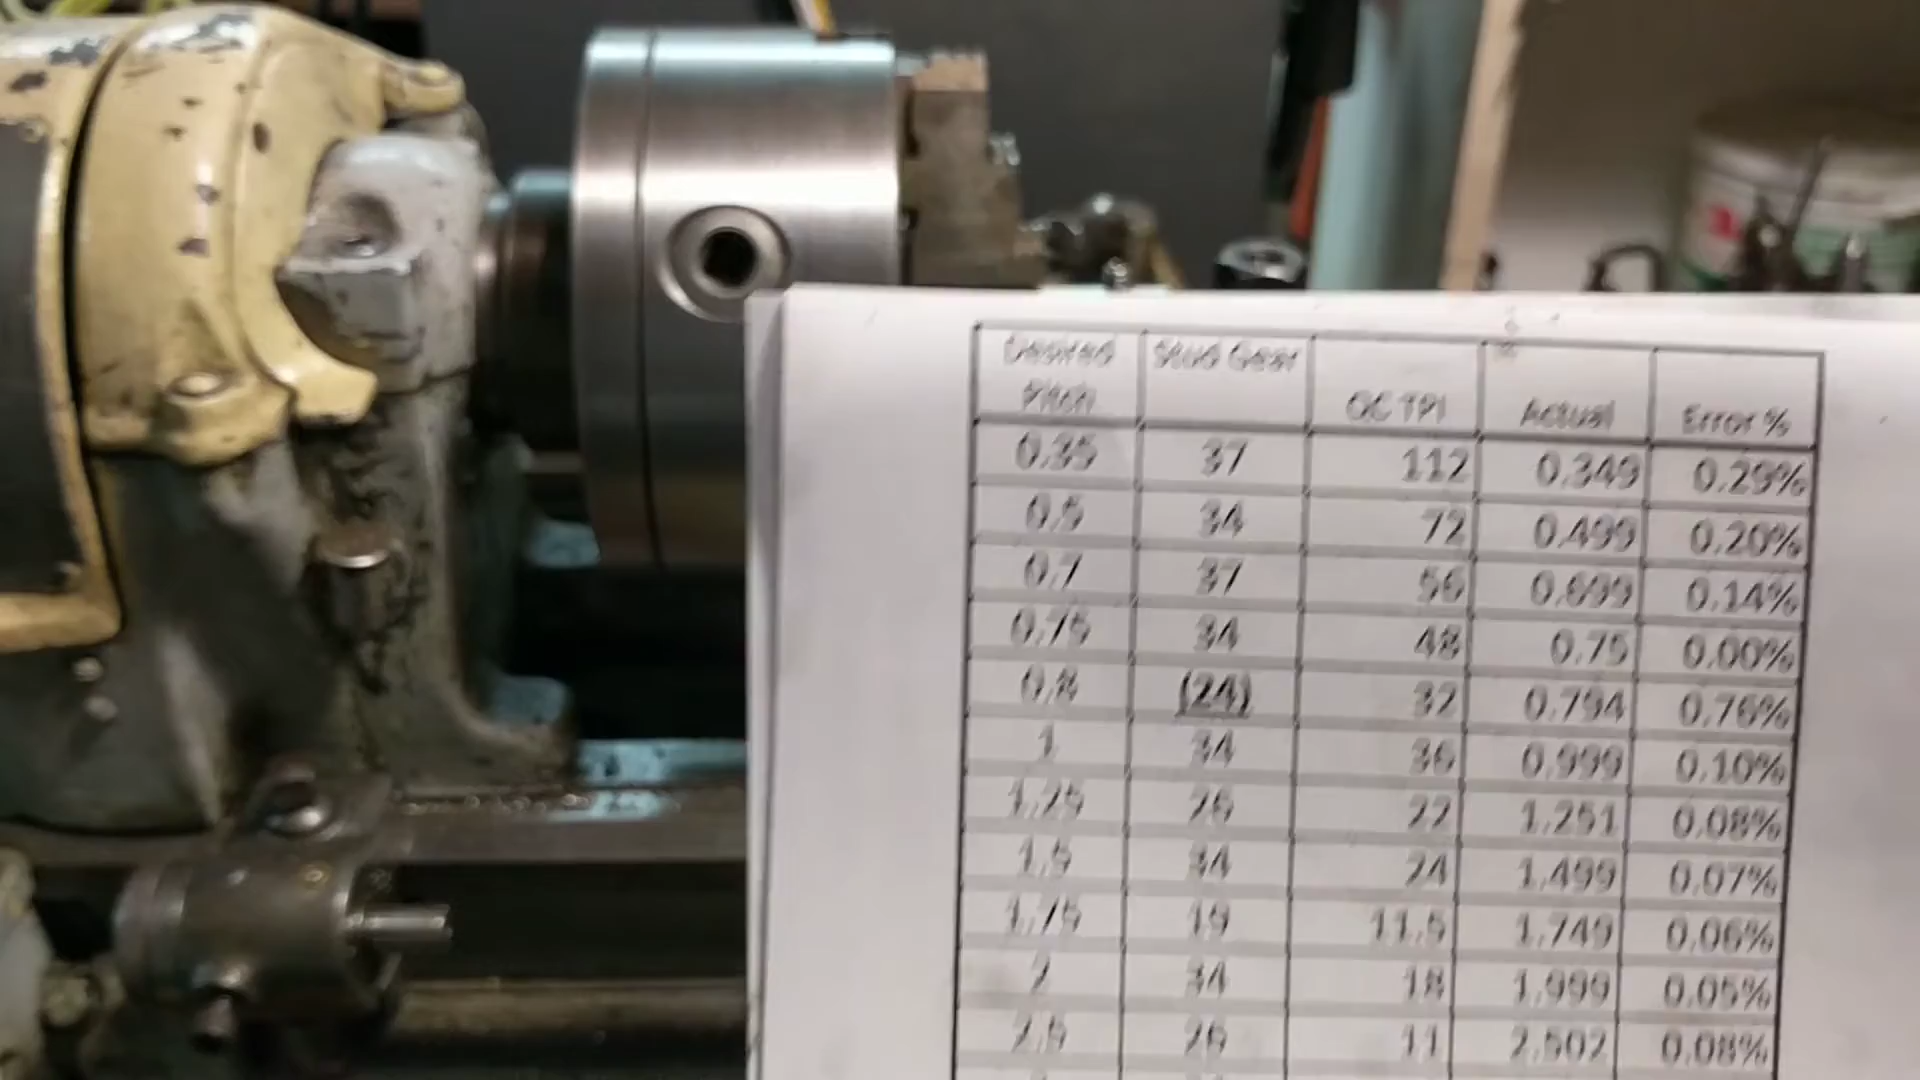 Desired Pitch Stud Gear QC TPI Actual Error %
0.35 37 112 0.349 0.29%
0.5 34 72 0.499 0.20%
0.7 37 56 0.699 0.14%
0.75 34 48 0.75 0.00%
0.8 (24) 32 0.794 0.76%
1 34 36 0.999 0.10%
1.25 26 22 1.251 0.08%
1.5 34 24 1.499 0.07%
1.75 19 11.5 1.749 0.06%
2 34 18 1.999 0.05%
2.5 26 11 2.502 0.08%